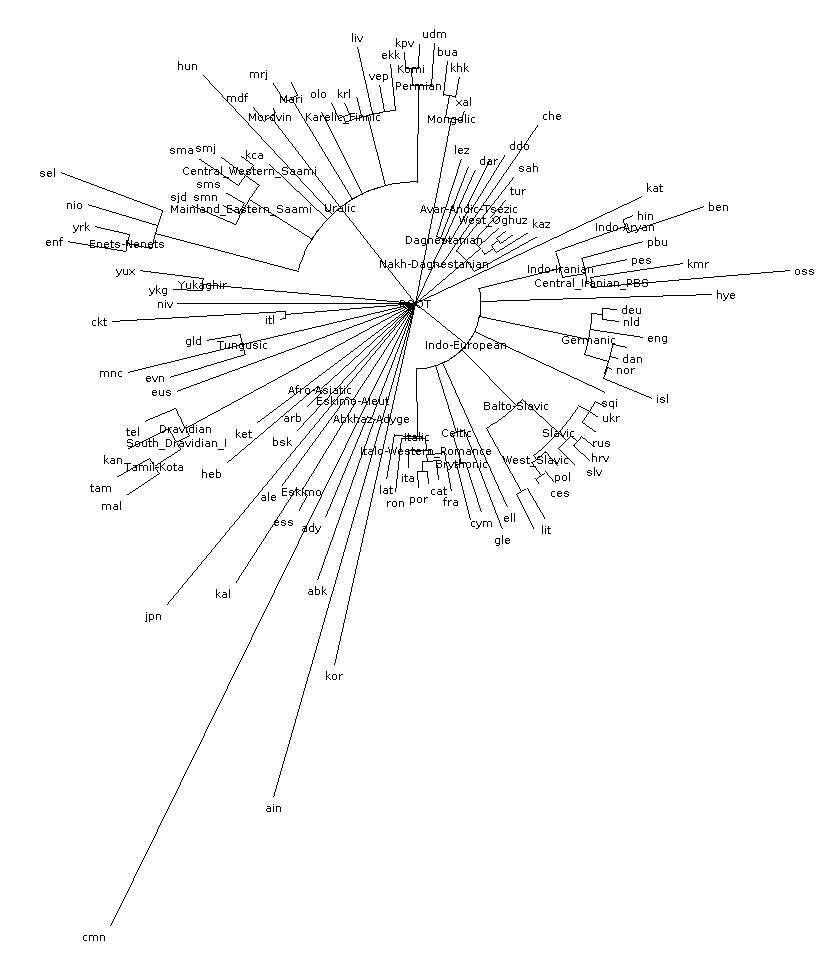 udm
liv
kpv
bua
ekk
hun
Komi
khk
mrj
vep
Permian
mdf
Mari
olo
krl
xal
Mordvin
Karelic_Finnic
Mongolic
che
sma
smj
kca
lez
dar
ddo
sel
Central_Western_Saami
sah
sms
tur
kat
sjd
smn
nio
Mainland_Eastern_Saami
Uralic
Avar-Andic-Tsezic
ben
hin
West_Oghuz
kaz
Indo-Aryan
yrk
enf
Enets-Nenets
Daghestanian
pbu
pes
kmr
Nakh-Daghestanian
Indo-Iranian
oss
yux
ykg
Yukaghir
Central_Iranian_PBS
niv
ROOT
hye
ckt
itl
deu
nld
gld
Tungusic
Indo-European
Germanic
eng
mnc
evn
dan
nor
eus
Afro-Asiatic
Eskimo-Aleut
isl
sqi
Balto-Slavic
arb
Abkhaz-Adyge
ukr
tel
Dravidian
ket
Italic
Celtic
Slavic
South_Dravidian_I
bsk
Italo-Western_Romance
rus
kan
Tamil-Kota
heb
Brythonic
West_Slavic
hrv
slv
tam
ita
pol
mal
ale
Eskimo
lat
ron
por
cat
fra
ces
ess
ady
cym
ell
gle
lit
kal
abk
jpn
kor
ain
cmn